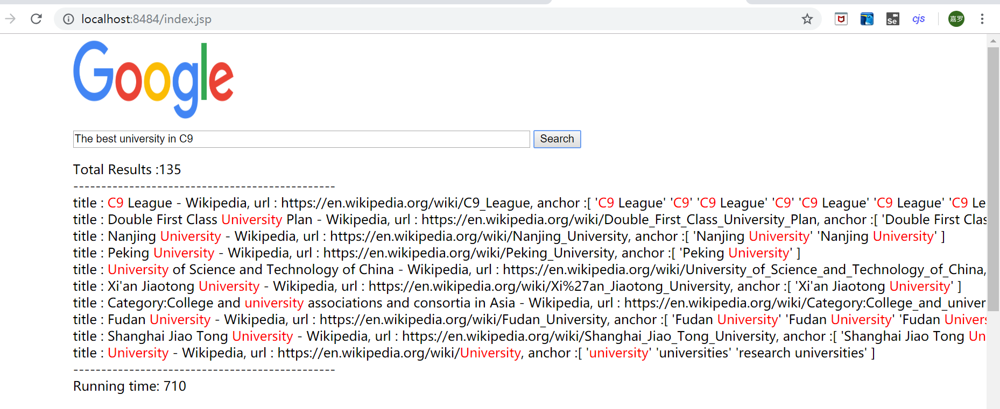 localhost:8484/index.jsp
Se
cjs
嘉罗
Google
The best university in C9
Search
Total Results :135
-----------------------------------------------
title : C9 League - Wikipedia, url : https://en.wikipedia.org/wiki/C9_League, anchor :[ 'C9 League' 'C9' 'C9 League' 'C9' 'C9 League' 'C9 League' 'C9 Le
title : Double First Class University Plan - Wikipedia, url : https://en.wikipedia.org/wiki/Double_First_Class_University_Plan, anchor :[ 'Double First Clas
title : Nanjing University - Wikipedia, url : https://en.wikipedia.org/wiki/Nanjing_University, anchor :[ 'Nanjing University' 'Nanjing University' ]
title : Peking University - Wikipedia, url : https://en.wikipedia.org/wiki/Peking_University, anchor :[ 'Peking University' ]
title : University of Science and Technology of China - Wikipedia, url : https://en.wikipedia.org/wiki/University_of_Science_and_Technology_of_China,
title : Xi'an Jiaotong University - Wikipedia, url : https://en.wikipedia.org/wiki/Xi%27an_Jiaotong_University, anchor :[ 'Xi'an Jiaotong University' ]
title : Category:College and university associations and consortia in Asia - Wikipedia, url : https://en.wikipedia.org/wiki/Category:College_and_univer
title : Fudan University - Wikipedia, url : https://en.wikipedia.org/wiki/Fudan_University, anchor :[ 'Fudan University' 'Fudan University' 'Fudan Univers
title : Shanghai Jiao Tong University - Wikipedia, url : https://en.wikipedia.org/wiki/Shanghai_Jiao_Tong_University, anchor :[ 'Shanghai Jiao Tong Un
title : University - Wikipedia, url : https://en.wikipedia.org/wiki/University, anchor :[ 'university' 'universities' 'research universities' ]
-----------------------------------------------
Running time: 710